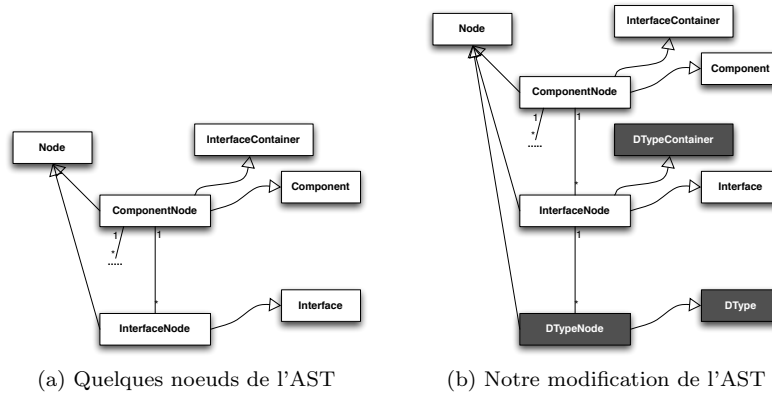 InterfaceContainer
Node
Component
ComponentNode
1
1
*
.....
*
InterfaceNode
Interface
(a) Quelques noeuds de l'AST
Node
InterfaceContainer
Component
ComponentNode
1
1
*
.....
DTypeContainer
*
InterfaceNode
Interface
1
*
DTypeNode
DType
(b) Notre modification de l'AST